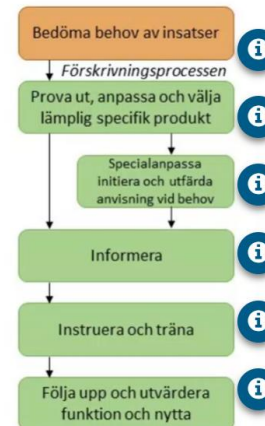 Bedöma behov av insatser
Förskrivningsprocessen
Prova ut, anpassa och välja
lämplig specifik produkt
Specialanpassa
initiera och utfärda
anvisning vid behov
Informera
Instruera och träna
Följa upp och utvärdera
funktion och nytta